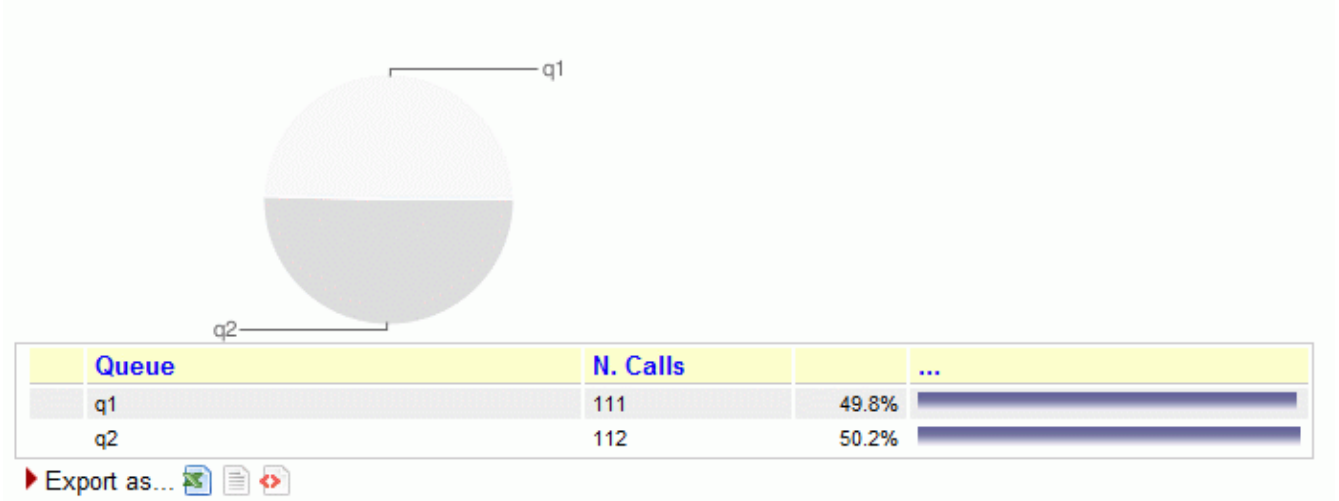 q1
q2
Queue N. Calls ...
q1 111 49.8%
q2 112 50.2%
Export as...